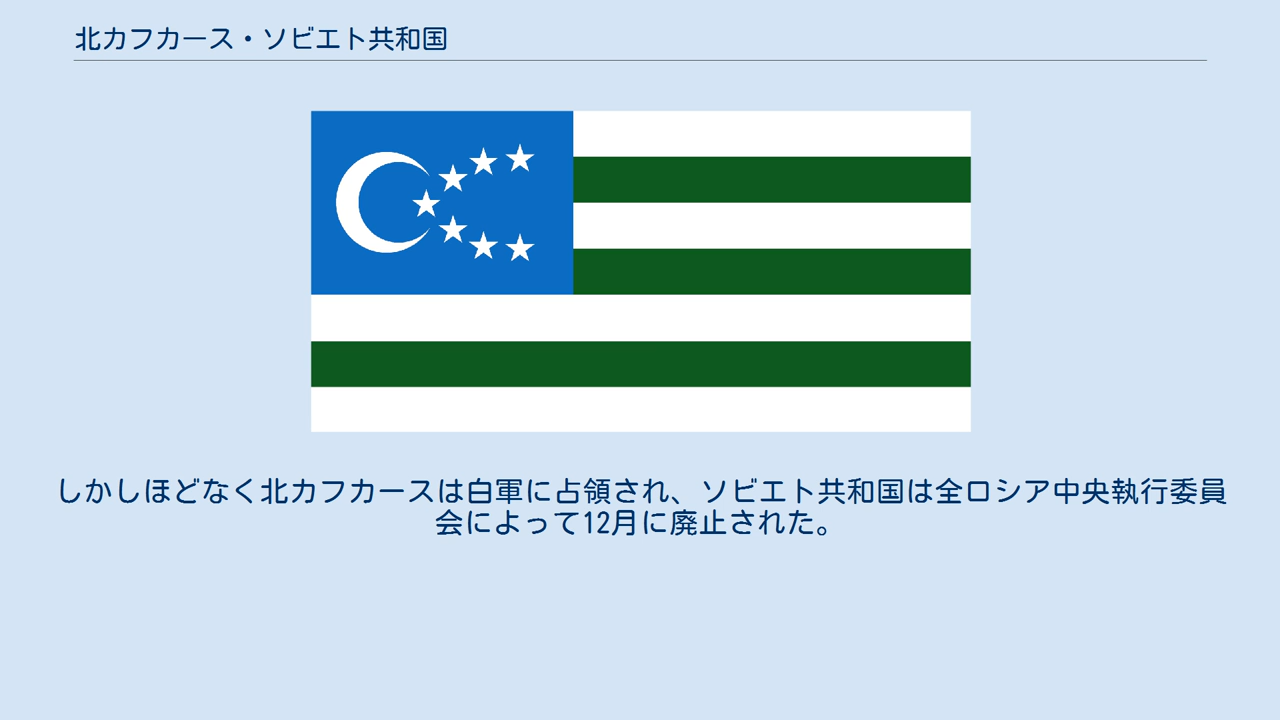 北カフカース・ソビエト共和国
しかしほどなく北カフカースは白軍に占領され、ソビエト共和国は全ロシア中央執行委員
会によって12月に廃止された。